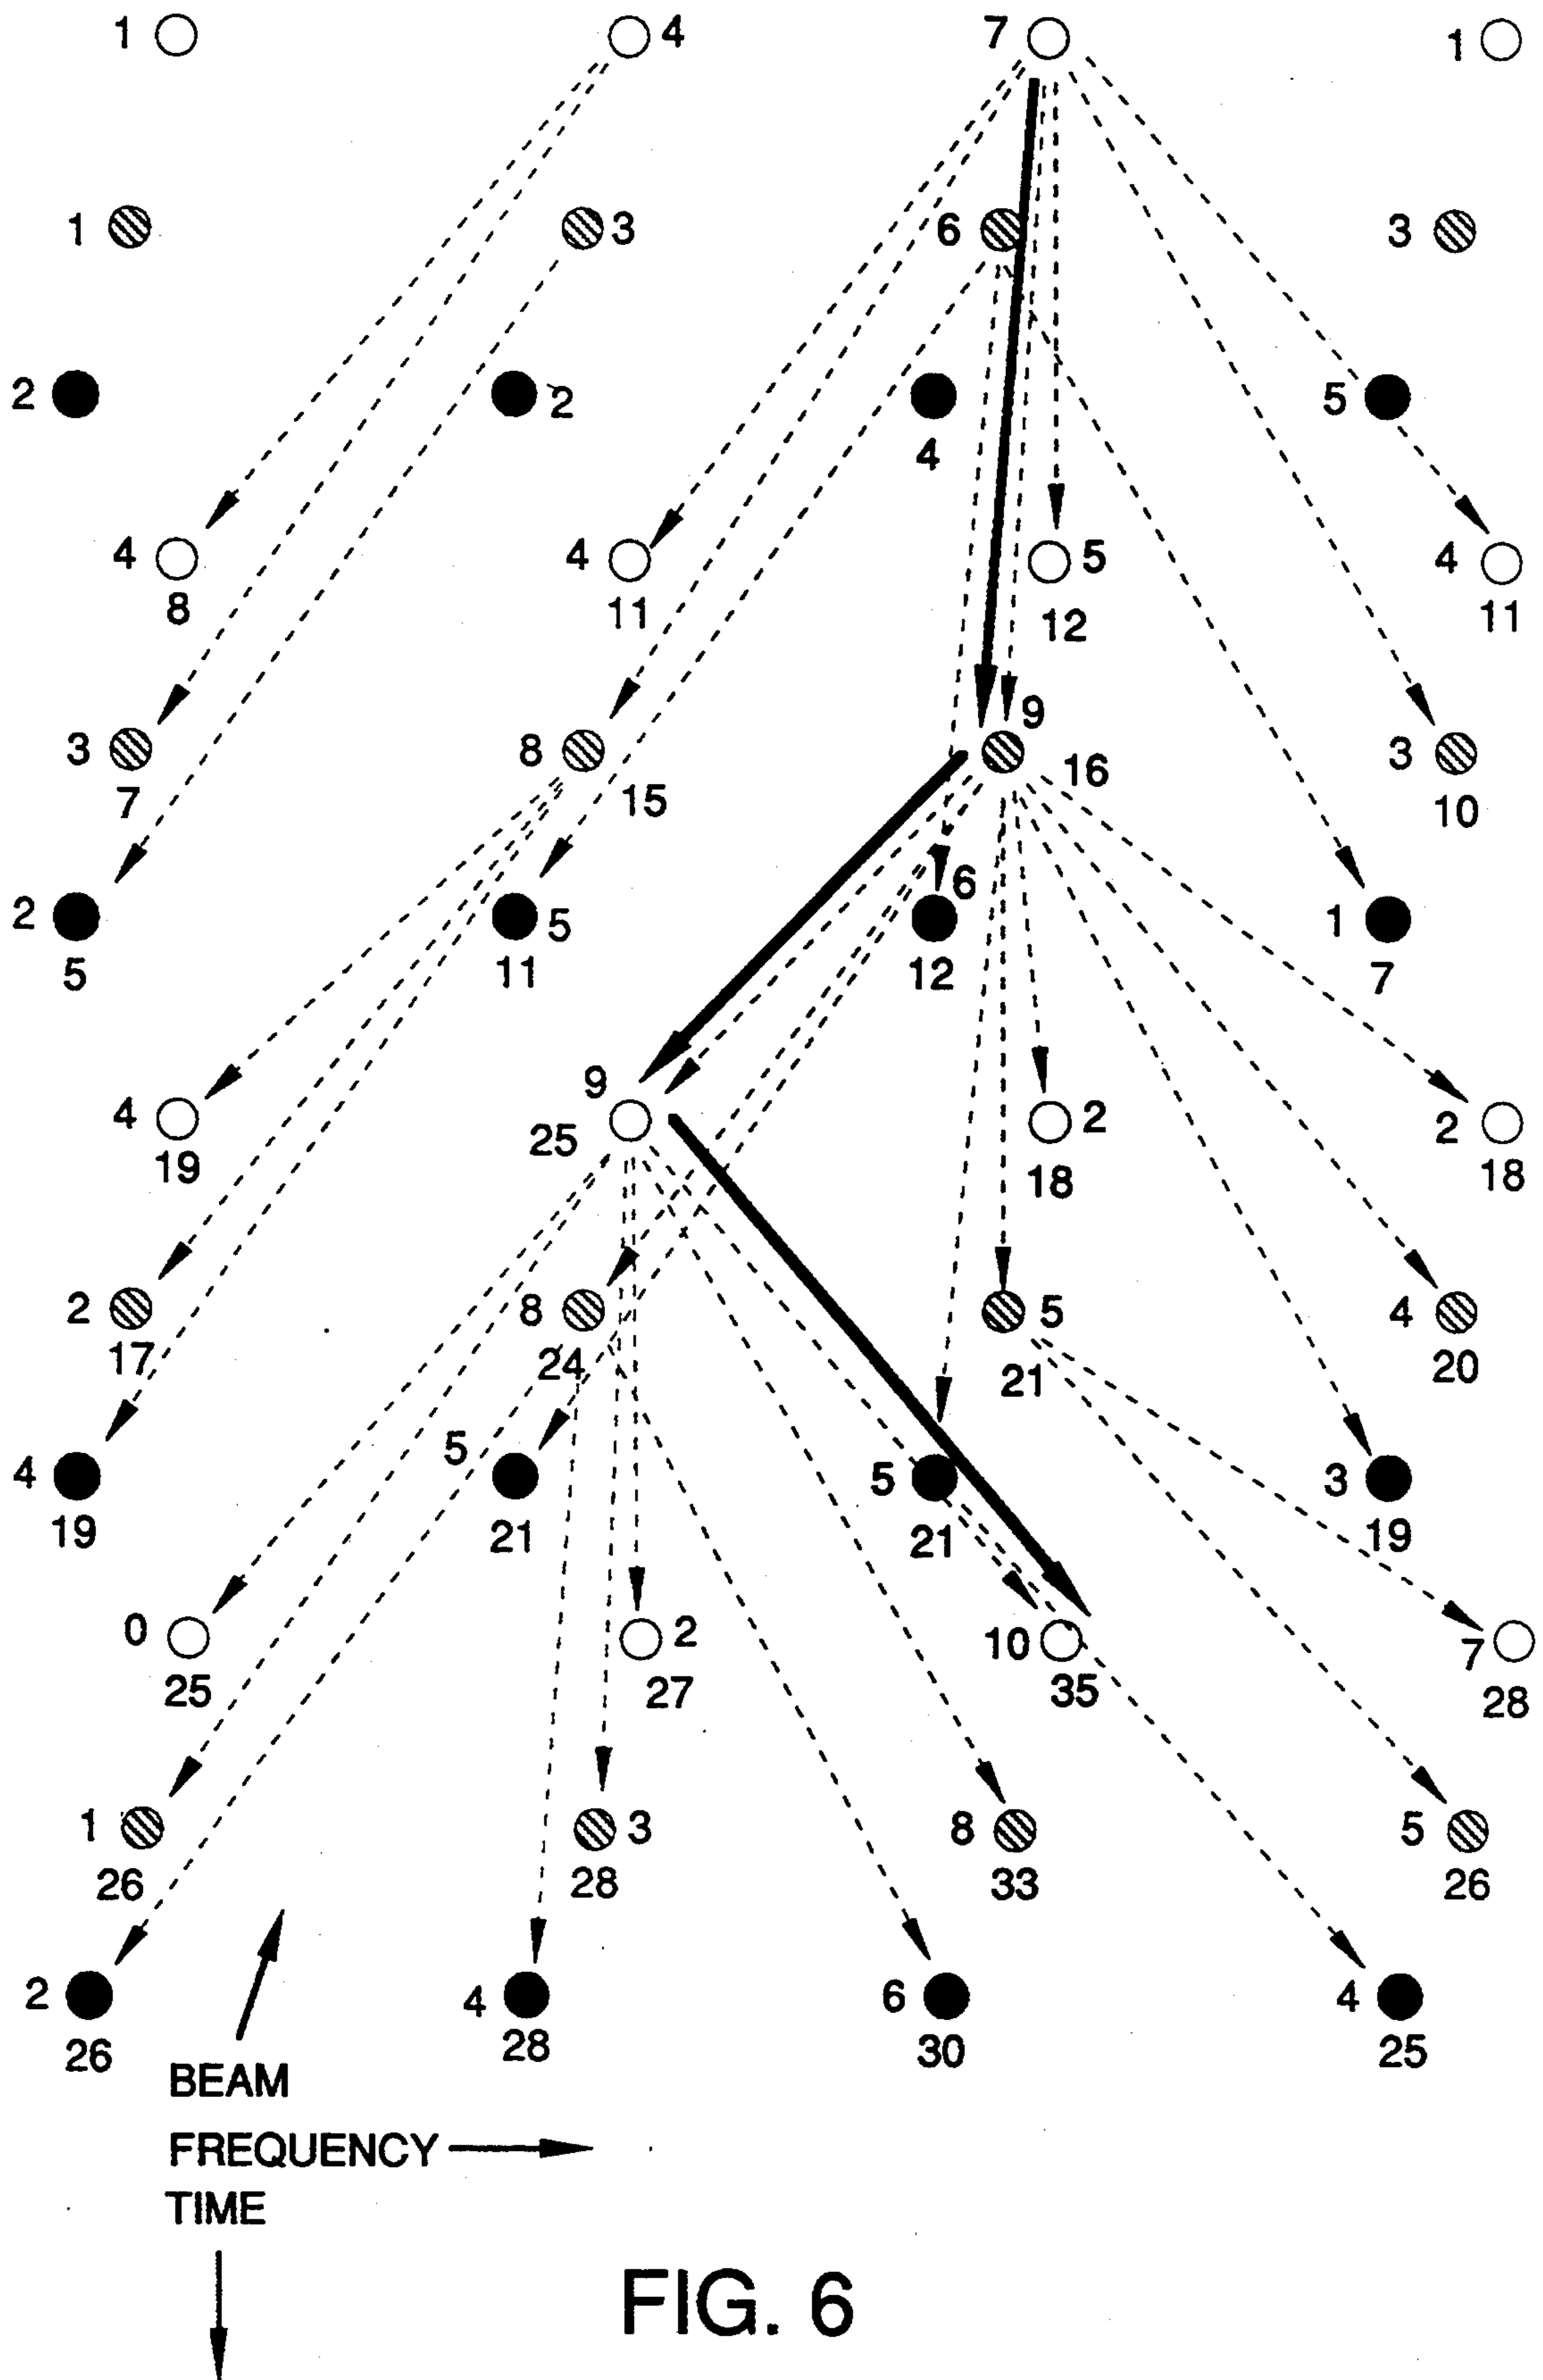 1 4 7 1
1 3 6 3
2 2 4 5
4 4 5 4
8 11 12 11
9
3 8 16 3
7 15 10
6
2 5 1
5 11 12 7
9
4 25 2 2
19 18 18
2 8 5 4
17 24 21 20
5
4 5 3
19 21 21 19
0 2 10 7
25 27 35 28
1 3 8 5
26 28 33 26
2 4 6 4
26 28 30 25
BEAM
FREQUENCY
TIME
FIG. 6